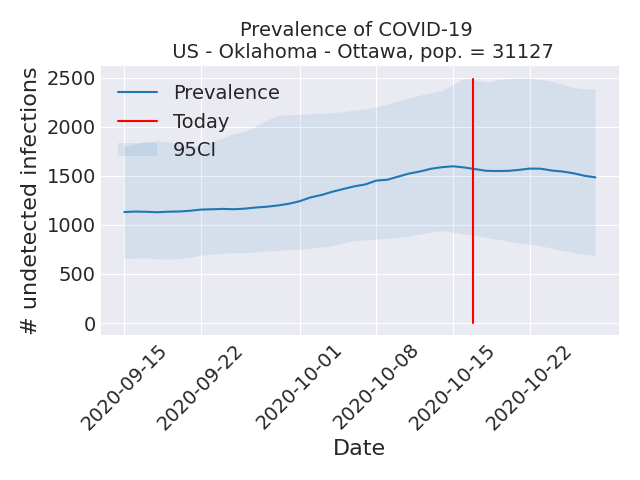 Prevalence of COVID-19
US - Oklahoma - Ottawa, pop. = 31127
# undetected infections
2500
2000
1500
1000
500
0
Prevalence
Today
95CI
2020-09-15
2020-09-22
2020-10-01
2020-10-08
2020-10-15
2020-10-22
Date